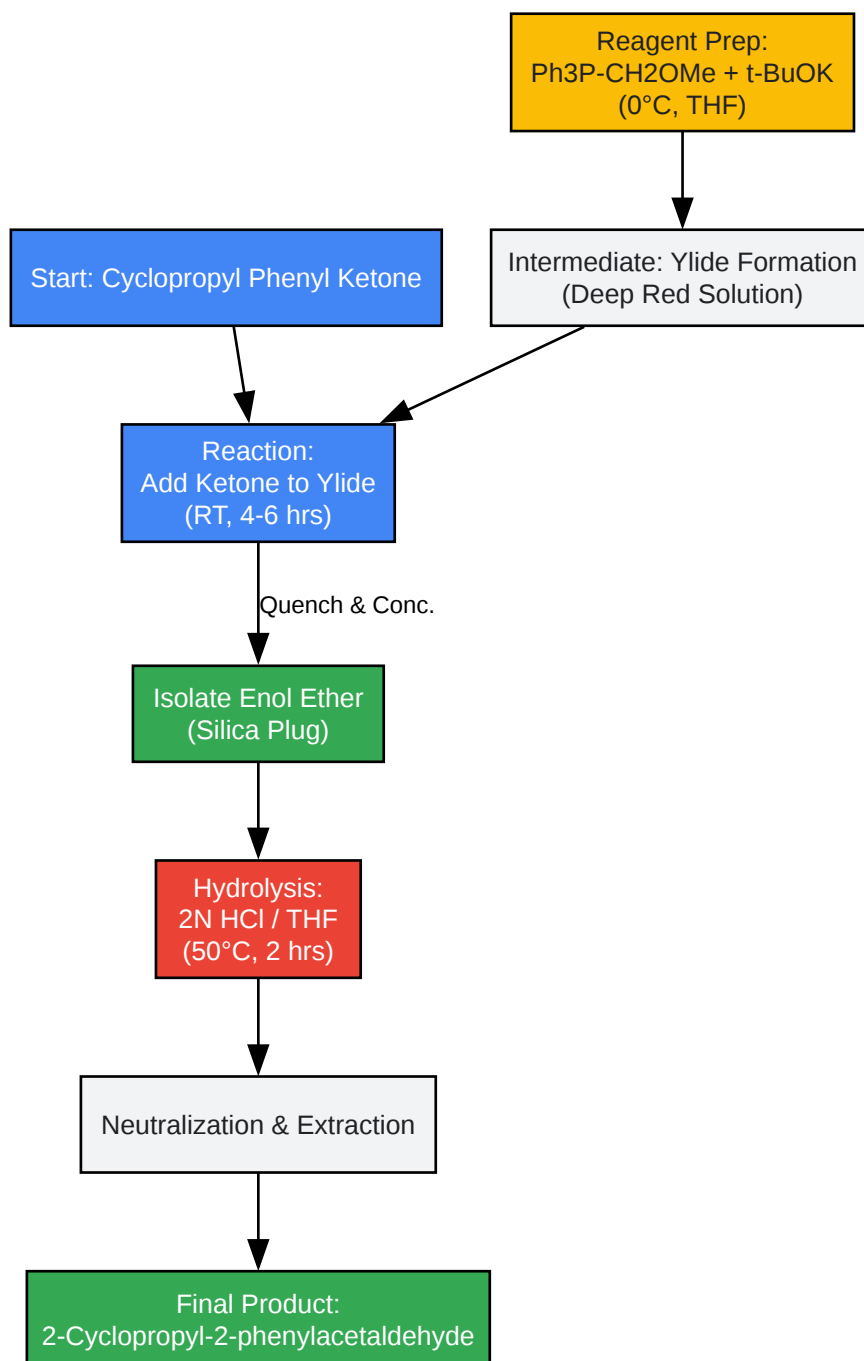 Reagent Prep:
Ph3P-CH2OMe + t-BuOK
(0°C, THF)
Start: Cyclopropyl Phenyl Ketone
Intermediate: Ylide Formation
(Deep Red Solution)
Reaction:
Add Ketone to Ylide
(RT, 4-6 hrs)
Quench & Conc.
Isolate Enol Ether
(Silica Plug)
Hydrolysis:
2N HCl / THF
(50°C, 2 hrs)
Neutralization & Extraction
Final Product:
2-Cyclopropyl-2-phenylacetaldehyde